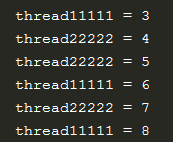 thread11111 = 3
thread22222 = 4
thread22222 = 5
thread11111 = 6
thread22222 = 7
thread11111 = 8